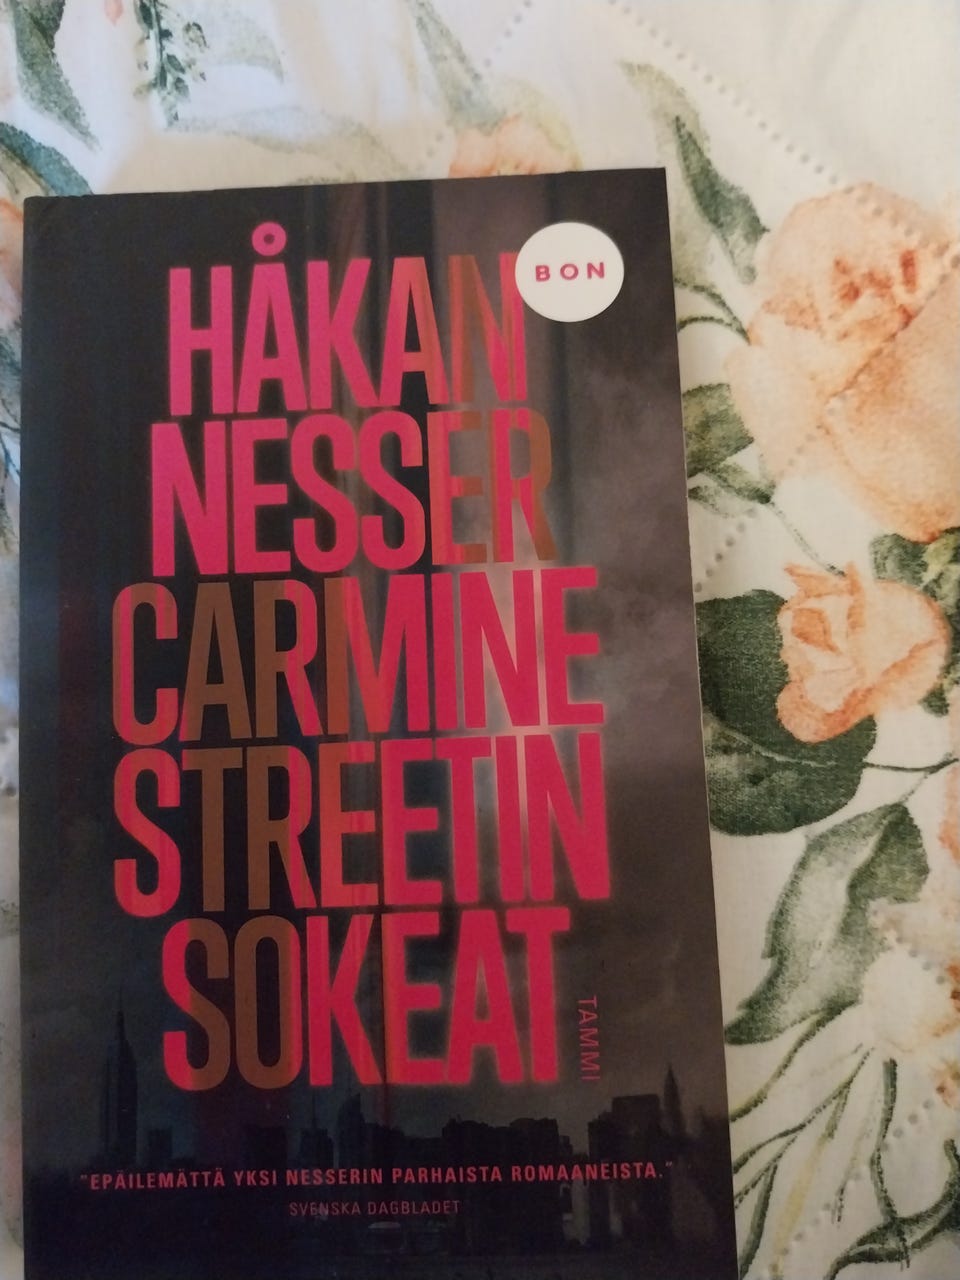 HÅKAN
BON
NESSER
CARMINE
STREETIN
SOKEAT
TAMMI
"EPÄILEMÄTTÄ YKSI NESSERIN PARHAISTA ROMAANEISTA."
SVENSKA DAGBLADET